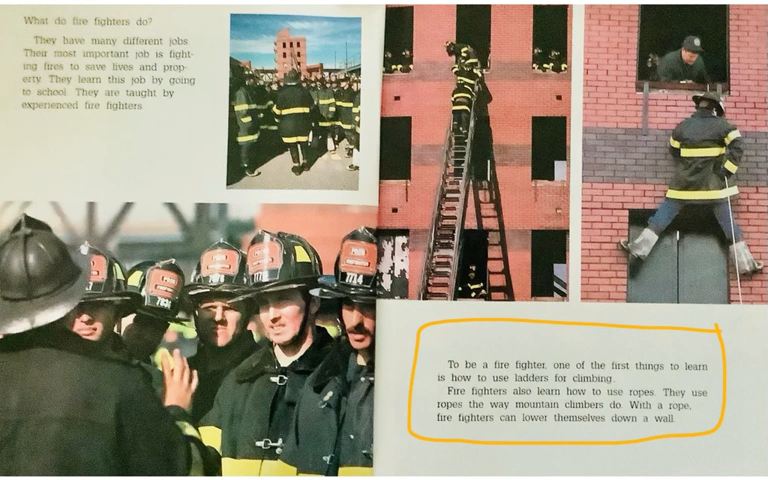 What do fire fighters do?
They have many different jobs.
Their most important job is fight-
ing fires to save lives and prop-
erty. They learn this job by going
to school. They are taught by
experienced fire fighters.
7714
To be a fire fighter, one of the first things to learn
is how to use ladders for climbing.
Fire fighters also learn how to use ropes. They use
ropes the way mountain climbers do. With a rope,
fire fighters can lower themselves down a wall.